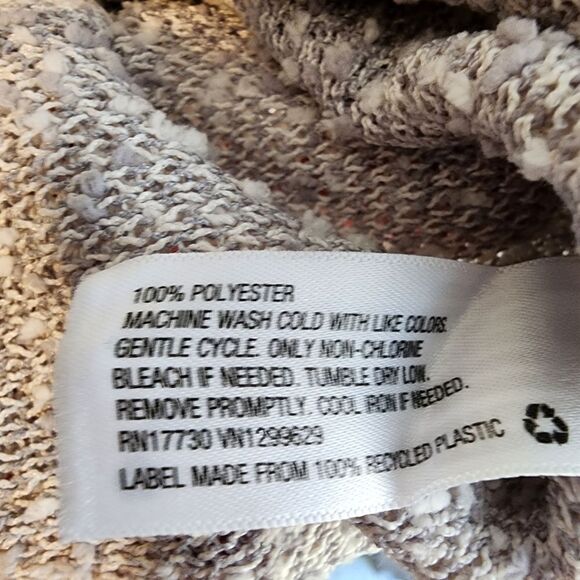 100% POLYESTER
MACHINE WASH COLD WITH LIKE COLORS.
GENTLE CYCLE. ONLY NON-CHLORINE
BLEACH IF NEEDED. TUMBLE DRY LOW.
REMOVE PROMPTLY. COOL IRON IF NEEDED.
RN17730 VN1299629
LABEL MADE FROM 100% RECYCLED PLASTIC